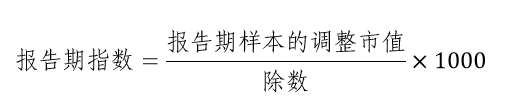 报告期指数 = 报告期样本的调整市值 / 除数 × 1000